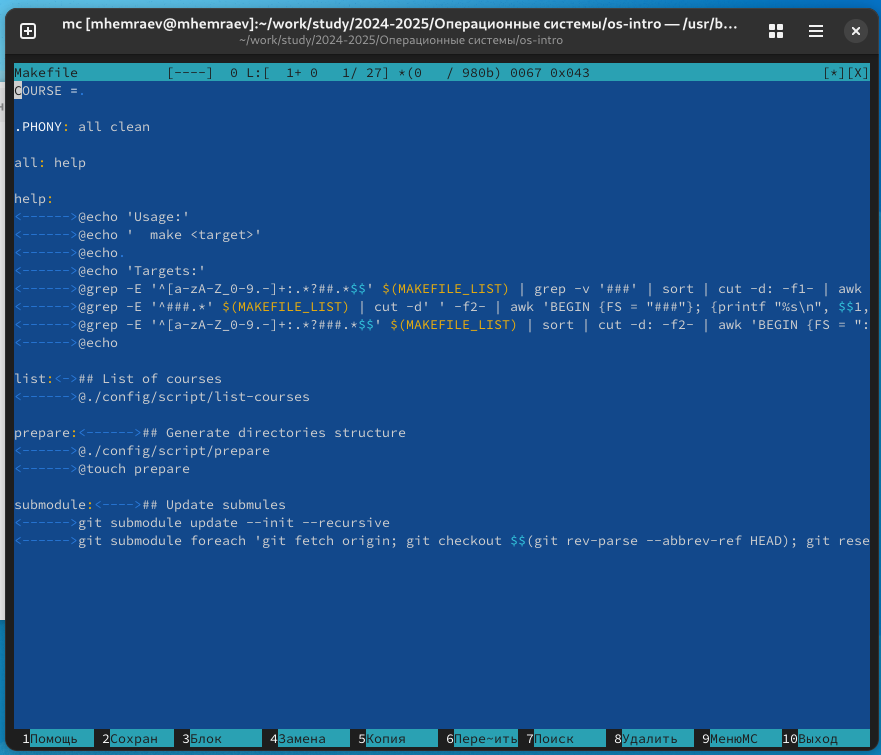 mc [mhemraev@mhemraev]:~/work/study/2024-2025/Операционные системы/os-intro — /usr/b...
~/work/study/2024-2025/Операционные системы/os-intro
Makefile [----] 0 L:[ 1+ 0 1/ 27] *(0 / 980b) 0067 0x043 [*][X]
COURSE =.
.PHONY: all clean
all: help
help:
<------>@echo 'Usage:'
<------>@echo '  make <target>'
<------>@echo.
<------>@echo 'Targets:'
<------>@grep -E '^[a-zA-Z_0-9.-]+:.*?##.*$$' $(MAKEFILE_LIST) | grep -v '###' | sort | cut -d: -f1- | awk
<------>@grep -E '^###.*' $(MAKEFILE_LIST) | cut -d' ' -f2- | awk 'BEGIN {FS = "###"}; {printf "%s\n", $$1,
<------>@grep -E '^[a-zA-Z_0-9.-]+:.*?###.*$$' $(MAKEFILE_LIST) | sort | cut -d: -f2- | awk 'BEGIN {FS = ":
<------>@echo
list:<->## List of courses
<------>@./config/script/list-courses
prepare:<------>## Generate directories structure
<------>@./config/script/prepare
<------>@touch prepare
submodule:<---->## Update submules
<------>git submodule update --init --recursive
<------>git submodule foreach 'git fetch origin; git checkout $$(git rev-parse --abbrev-ref HEAD); git rese
1Помощь 2Сохран 3Блок 4Замена 5Копия 6Пере~ить 7Поиск 8Удалить 9МенюMC 10Выход